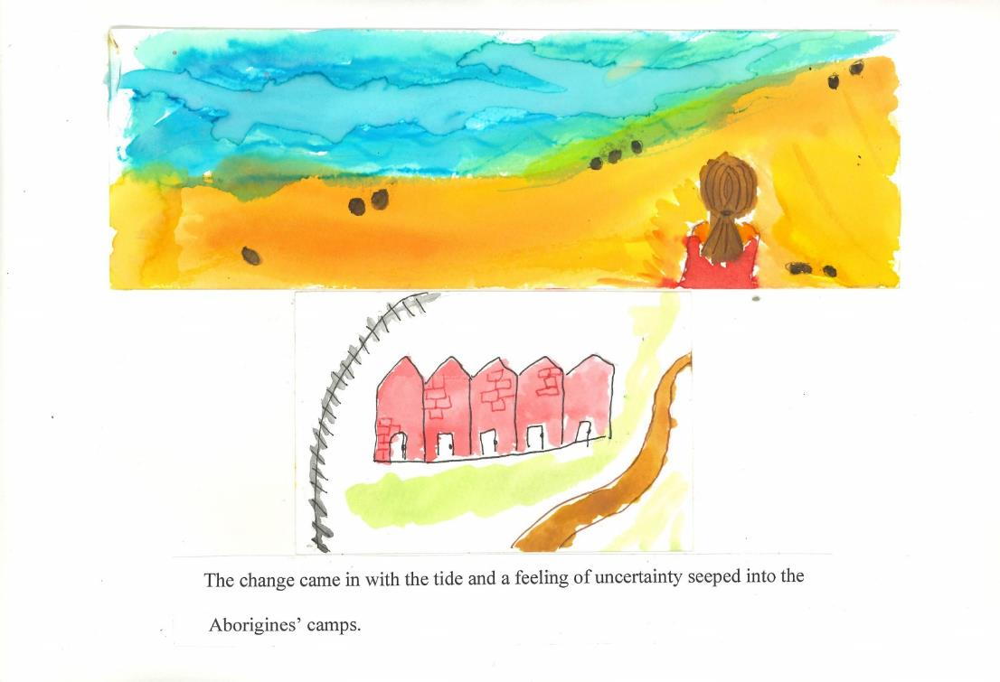 The change came in with the tide and a feeling of uncertainty seeped into the
Aborigines’ camps.